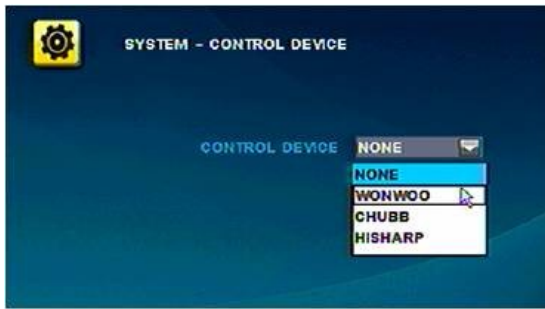 SYSTEM - CONTROL DEVICE
CONTROL DEVICE NONE
NONE
WONWOO
CHUBB
HISHARP